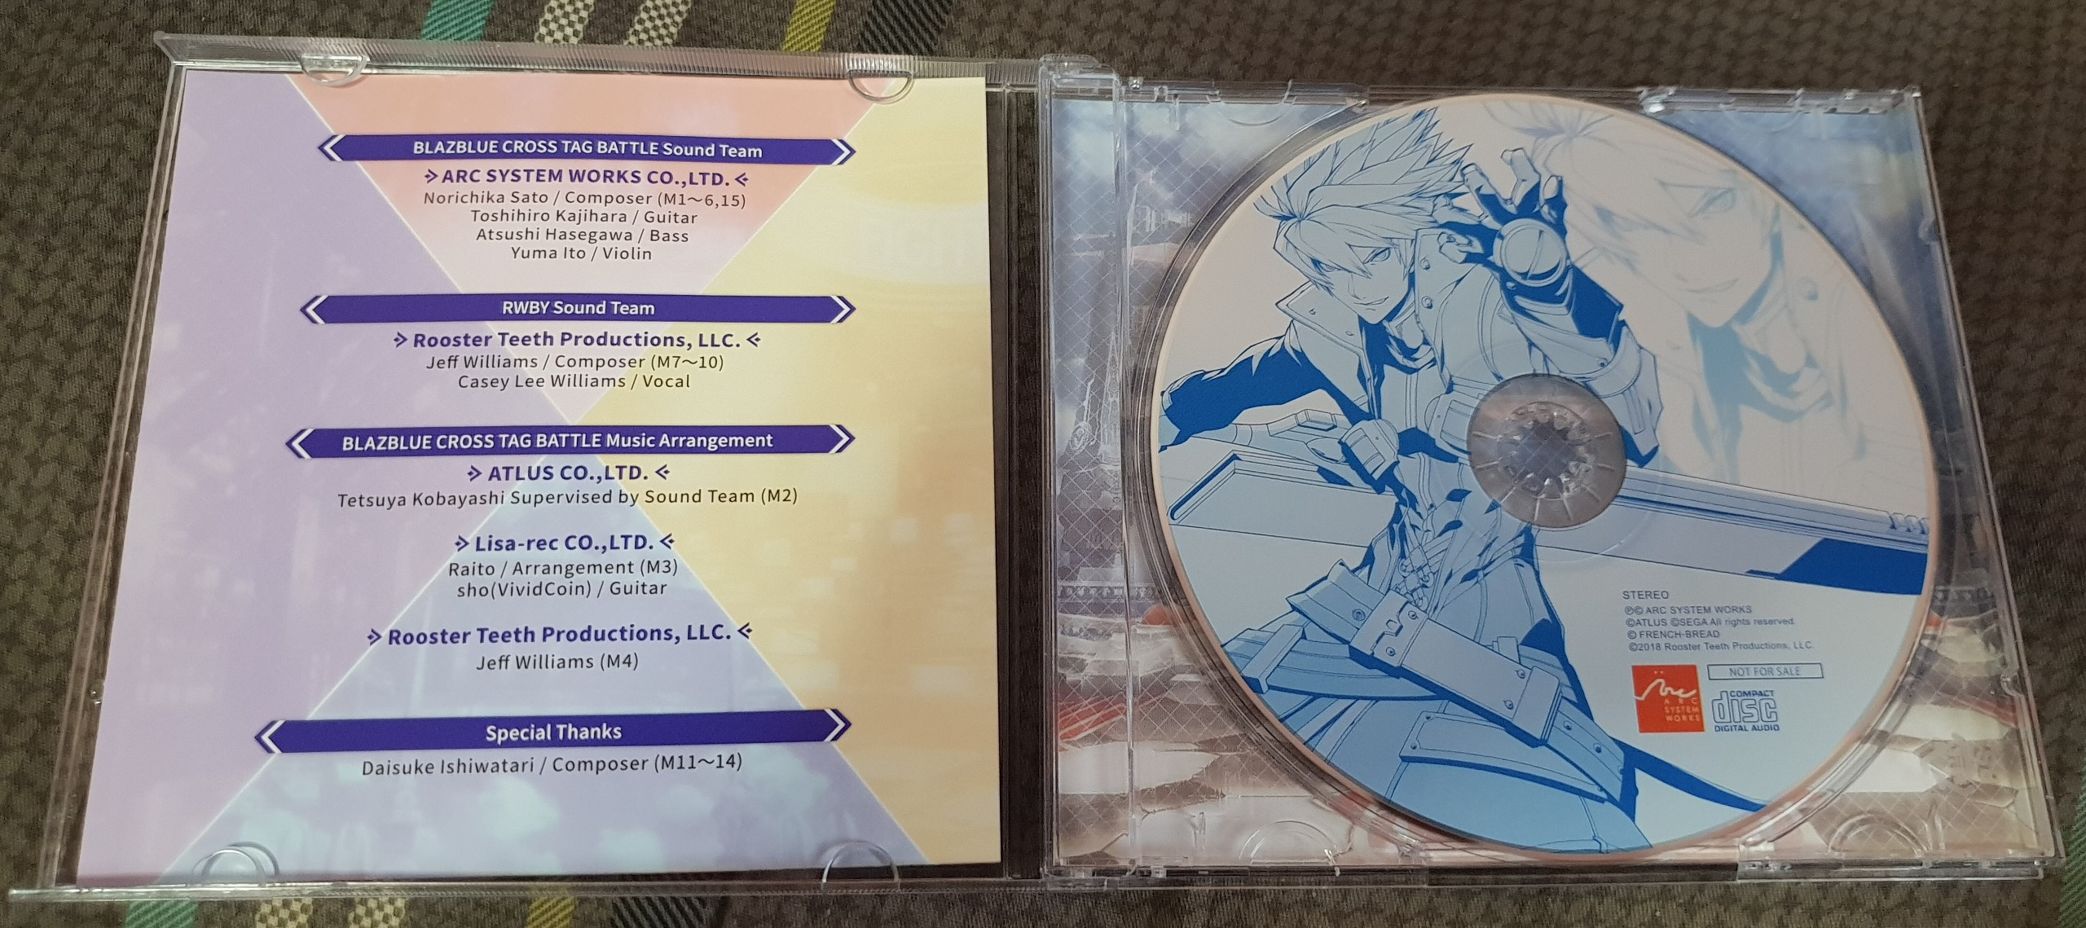 BLAZBLUE CROSS TAG BATTLE Sound Team
ARC SYSTEM WORKS CO.,LTD.
Norichika Sato / Composer (M1～6,15)
Toshihiro Kajihara / Guitar
Atsushi Hasegawa / Bass
Yuma Ito / Violin
RWBY Sound Team
Rooster Teeth Productions, LLC.
Jeff Williams / Composer (M7～10)
Casey Lee Williams / Vocal
BLAZBLUE CROSS TAG BATTLE Music Arrangement
ATLUS CO.,LTD.
Tetsuya Kobayashi Supervised by Sound Team (M2)
Lisa-rec CO.,LTD.
Raito / Arrangement (M3)
sho(VividCoin) / Guitar
Rooster Teeth Productions, LLC.
Jeff Williams (M4)
Special Thanks
Daisuke Ishiwatari / Composer (M11～14)
STEREO
℗© ARC SYSTEM WORKS
©ATLUS ©SEGA All rights reserved.
© FRENCH-BREAD
©2018 Rooster Teeth Productions, LLC.
NOT FOR SALE
ARC
SYSTEM
WORKS
COMPACT
disc
DIGITAL AUDIO